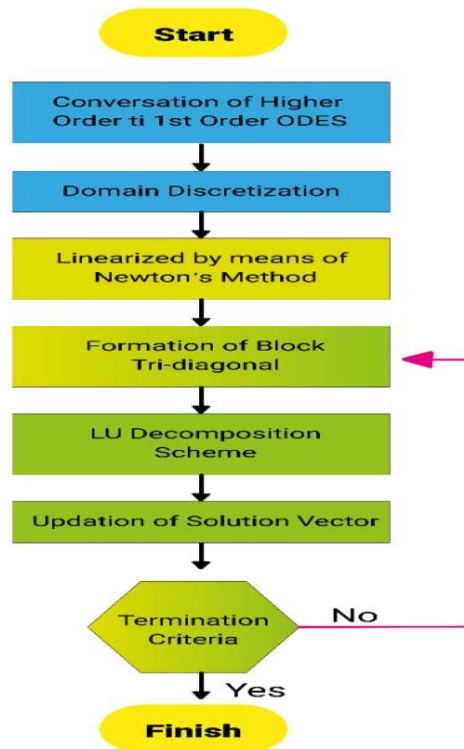 Start
Conversation of Higher
Order ti 1st Order ODES
Domain Discretization
Linearized by means of
Newton's Method
Formation of Block
Tri-diagonal
LU Decomposition
Scheme
Updation of Solution Vector
Termination
Criteria
No
Yes
Finish